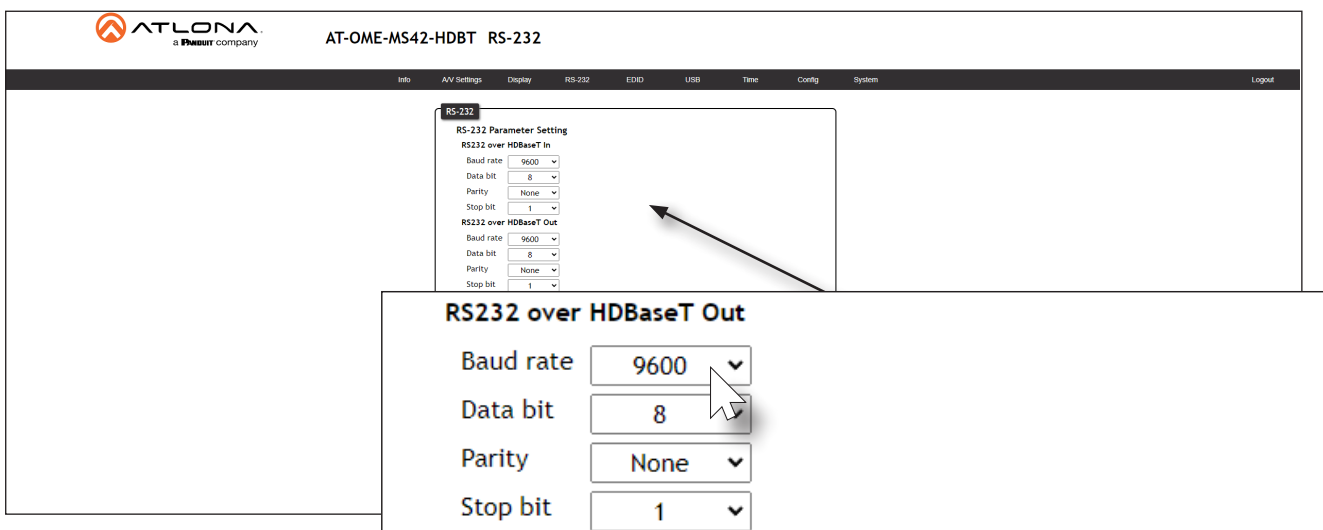 ATLONA.
a PANDUIT company
AT-OME-MS42-HDBT RS-232
Info A/V Settings Display RS-232 EDID USB Time Config System Logout
RS-232
RS-232 Parameter Setting
RS232 over HDBaseT In
Baud rate 9600
Data bit 8
Parity None
Stop bit 1
RS232 over HDBaseT Out
Baud rate 9600
Data bit 8
Parity None
Stop bit 1
RS232 over HDBaseT Out
Baud rate 9600
Data bit 8
Parity None
Stop bit 1